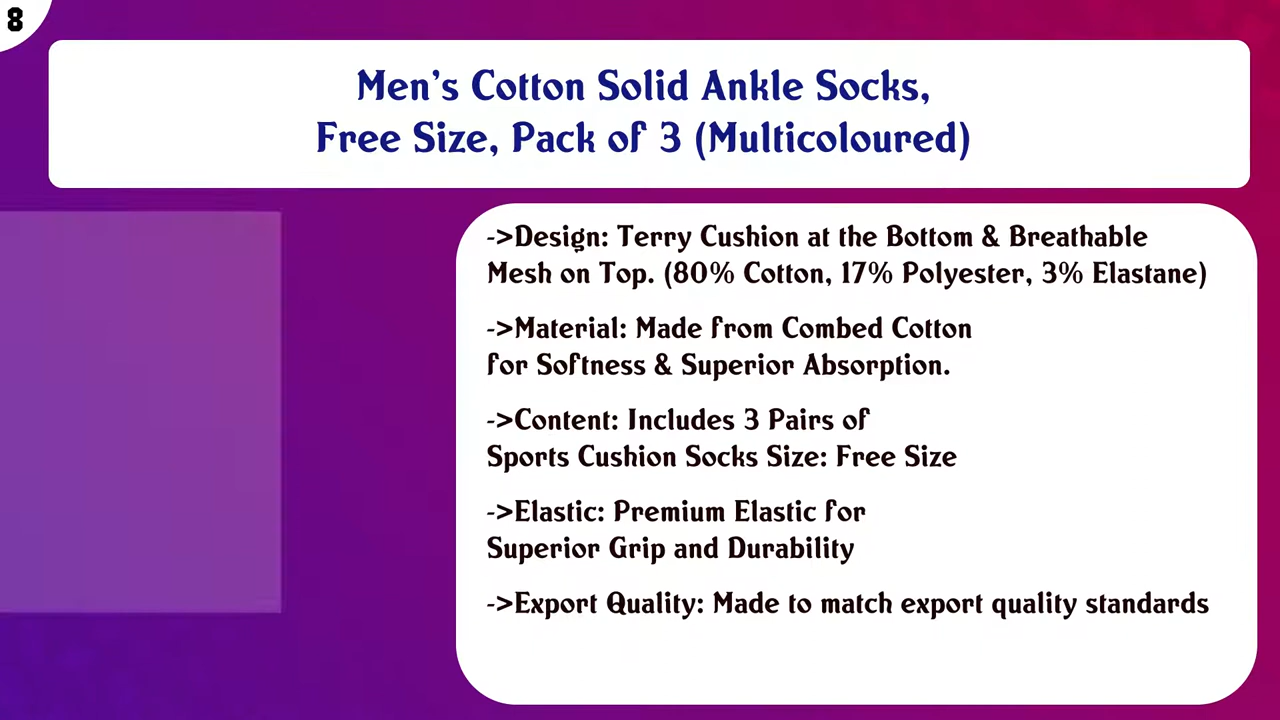 8
Men's Cotton Solid Ankle Socks,
Free Size, Pack of 3 (Multicoloured)
->Design: Terry Cushion at the Bottom & Breathable
Mesh on Top. (80% Cotton, 17% Polyester, 3% Elastane)
->Material: Made from Combed Cotton
for Softness & Superior Absorption.
->Content: Includes 3 Pairs of
Sports Cushion Socks Size: Free Size
->Elastic: Premium Elastic for
Superior Grip and Durability
->Export Quality: Made to match export quality standards